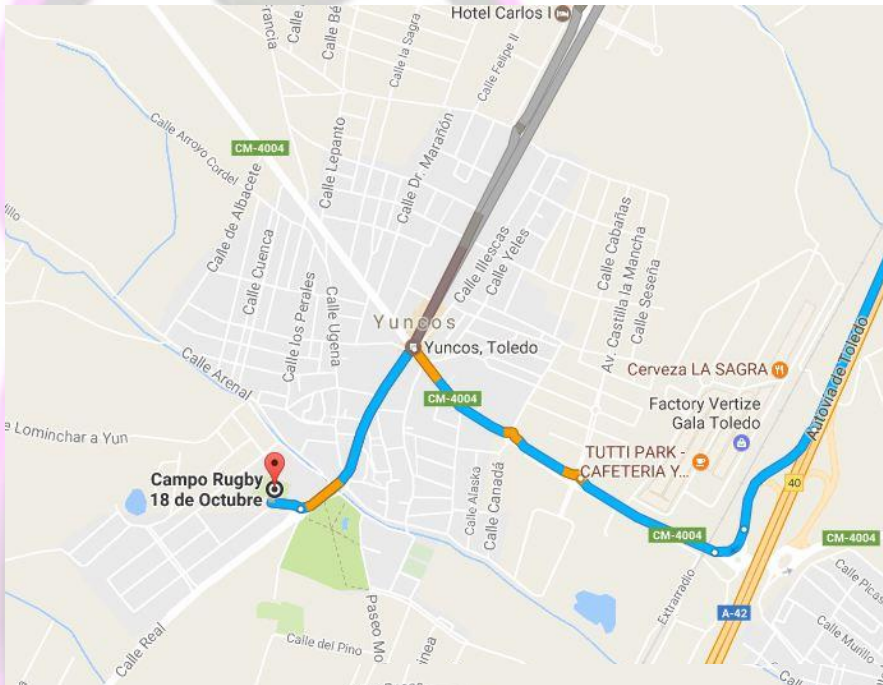 Hotel Carlos I
Calle la Sagra
Calle Felipe II
Calle Arroyo Cordel
CM-4004
Calle Lepanto
Calle Dr. Marañón
Calle de Albacete
Calle Cuenca
Calle Illescas
Calle Yeles
Calle Cabañas
Av. Castilla la Mancha
Calle Seseña
Calle los Perales
Calle Ugena
Yuncos
Yuncos, Toledo
Calle Arenal
CM-4004
Cerveza LA SAGRA
Autovía de Toledo
Factory Vertize
Gala Toledo
e Lominchar a Yun
TUTTI PARK -
CAFETERIA Y...
Campo Rugby
18 de Octubre
40
Calle Alaska
Calle Canadá
CM-4004
CM-4004
Extrarradio
A-42
Calle Picas
Calle Murillo
Paseo Mo
Calle del Pino
Calle Real
inea